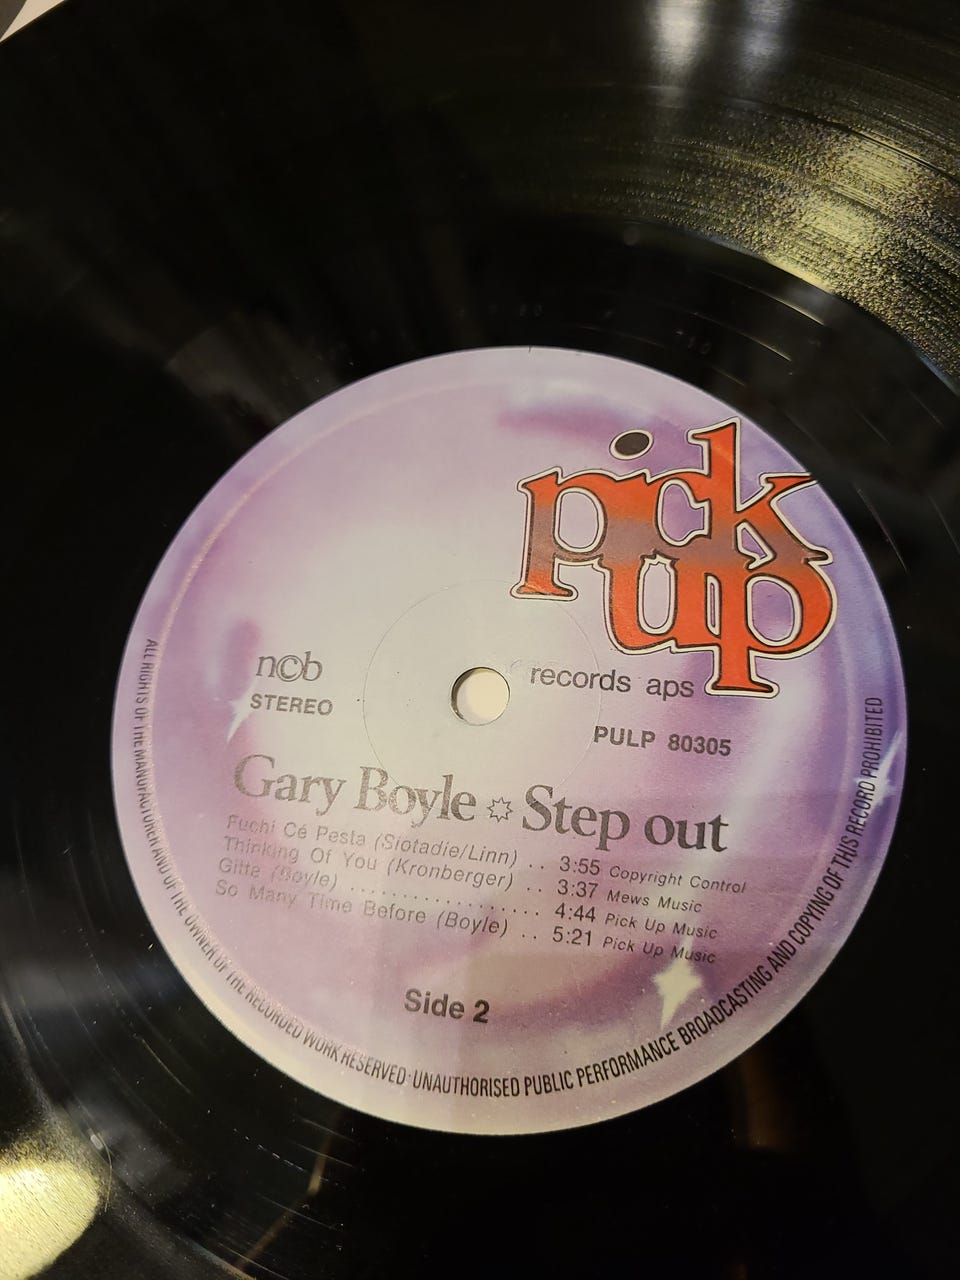 pick
up
records aps
n©b
STEREO
PULP 80305
Gary Boyle Step out
Fuchi Cé Pesta (Siotadie/Linn) .. 3:55 Copyright Control
Thinking Of You (Kronberger) .. 3:37 Mews Music
Gitte (Boyle) ................ 4:44 Pick Up Music
So Many Time Before (Boyle) .. 5:21 Pick Up Music
Side 2
ALL RIGHTS OF THE MANUFACTURER AND OF THE OWNER OF THE RECORDED WORK RESERVED·UNAUTHORISED PUBLIC PERFORMANCE BROADCASTING AND COPYING OF THIS RECORD PROHIBITED